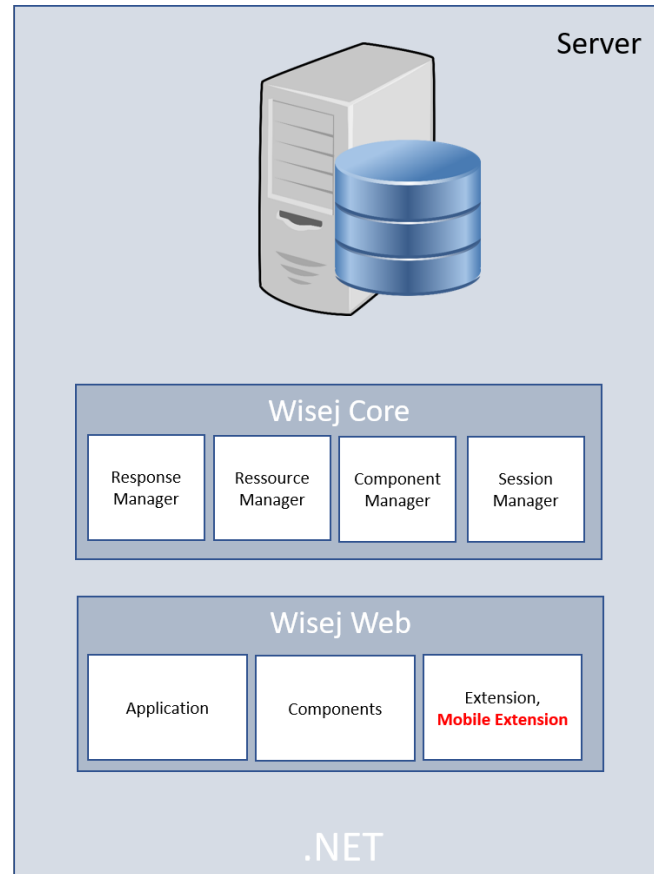 Server
Wisej Core
Response
Manager
Ressource
Manager
Component
Manager
Session
Manager
Wisej Web
Application
Components
Extension,
Mobile Extension
.NET